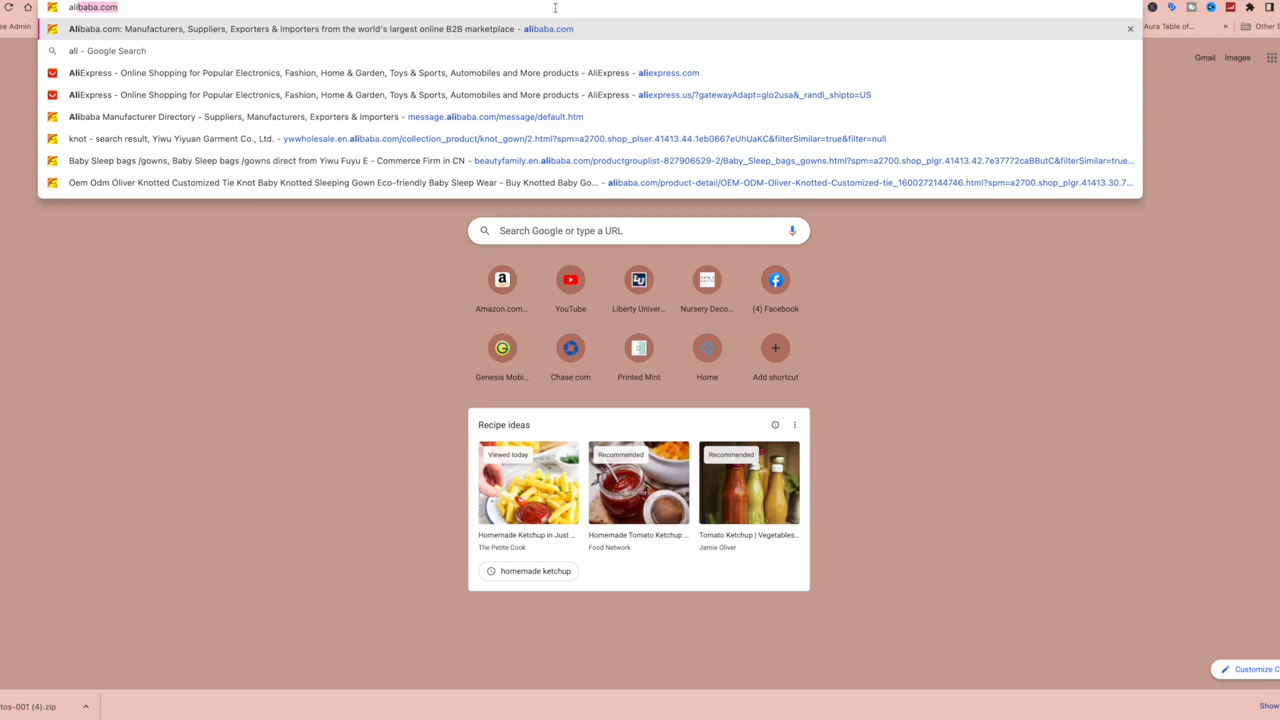 alibaba.com
ee Admin
Aura Table of...
»
Other B
Alibaba.com: Manufacturers, Suppliers, Exporters & Importers from the world's largest online B2B marketplace - alibaba.com
ali - Google Search
AliExpress - Online Shopping for Popular Electronics, Fashion, Home & Garden, Toys & Sports, Automobiles and More products - AliExpress - aliexpress.com
AliExpress - Online Shopping for Popular Electronics, Fashion, Home & Garden, Toys & Sports, Automobiles and More products - AliExpress - aliexpress.us/?gatewayAdapt=glo2usa&_randl_shipto=US
Alibaba Manufacturer Directory - Suppliers, Manufacturers, Exporters & Importers - message.alibaba.com/message/default.htm
knot - search result, Yiwu Yiyuan Garment Co., Ltd. - ywwholesale.en.alibaba.com/collection_product/knot_gown/2.html?spm=a2700.shop_plser.41413.44.1eb0667eUhUaKC&filterSimilar=true&filter=null
Baby Sleep bags /gowns, Baby Sleep bags /gowns direct from Yiwu Fuyu E - Commerce Firm in CN - beautyfamily.en.alibaba.com/productgrouplist-827906529-2/Baby_Sleep_bags_gowns.html?spm=a2700.shop_plgr.41413.42.7e37772caBButC&filterSimilar=true...
Oem Odm Oliver Knotted Customized Tie Knot Baby Knotted Sleeping Gown Eco-friendly Baby Sleep Wear - Buy Knotted Baby Go... - alibaba.com/product-detail/OEM-ODM-Oliver-Knotted-Customized-tie_1600272144746.html?spm=a2700.shop_plgr.41413.30.7...
Gmail Images
Search Google or type a URL
Amazon.com... YouTube Liberty Univer... Nursery Deco... (4) Facebook
Genesis Mobi... Chase.com Printed Mint Home Add shortcut
Recipe ideas
Viewed today Recommended Recommended
Homemade Ketchup in Just ... Homemade Tomato Ketchup ... Tomato Ketchup | Vegetables...
The Petite Cook Food Network Jamie Oliver
homemade ketchup
Customize C
tos-001 (4).zip
Show